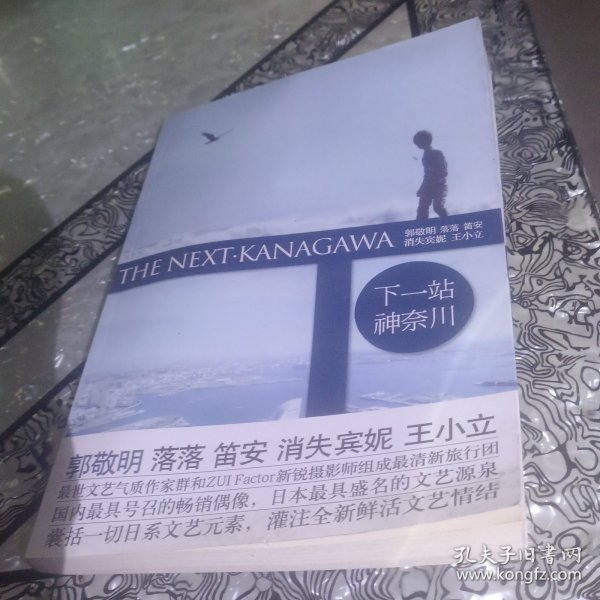 郭敬明 落落 笛安
消失宾妮 王小立
THE NEXT·KANAGAWA
下一站
神奈川
郭敬明 落落 笛安 消失宾妮 王小立
最世文艺气质作家群和ZUI Factor新锐摄影师组成最清新旅行团
国内最具号召的畅销偶像，日本最具盛名的文艺源泉
囊括一切日系文艺元素，灌注全新鲜活文艺情结
孔夫子旧书网
www.kongfz.com